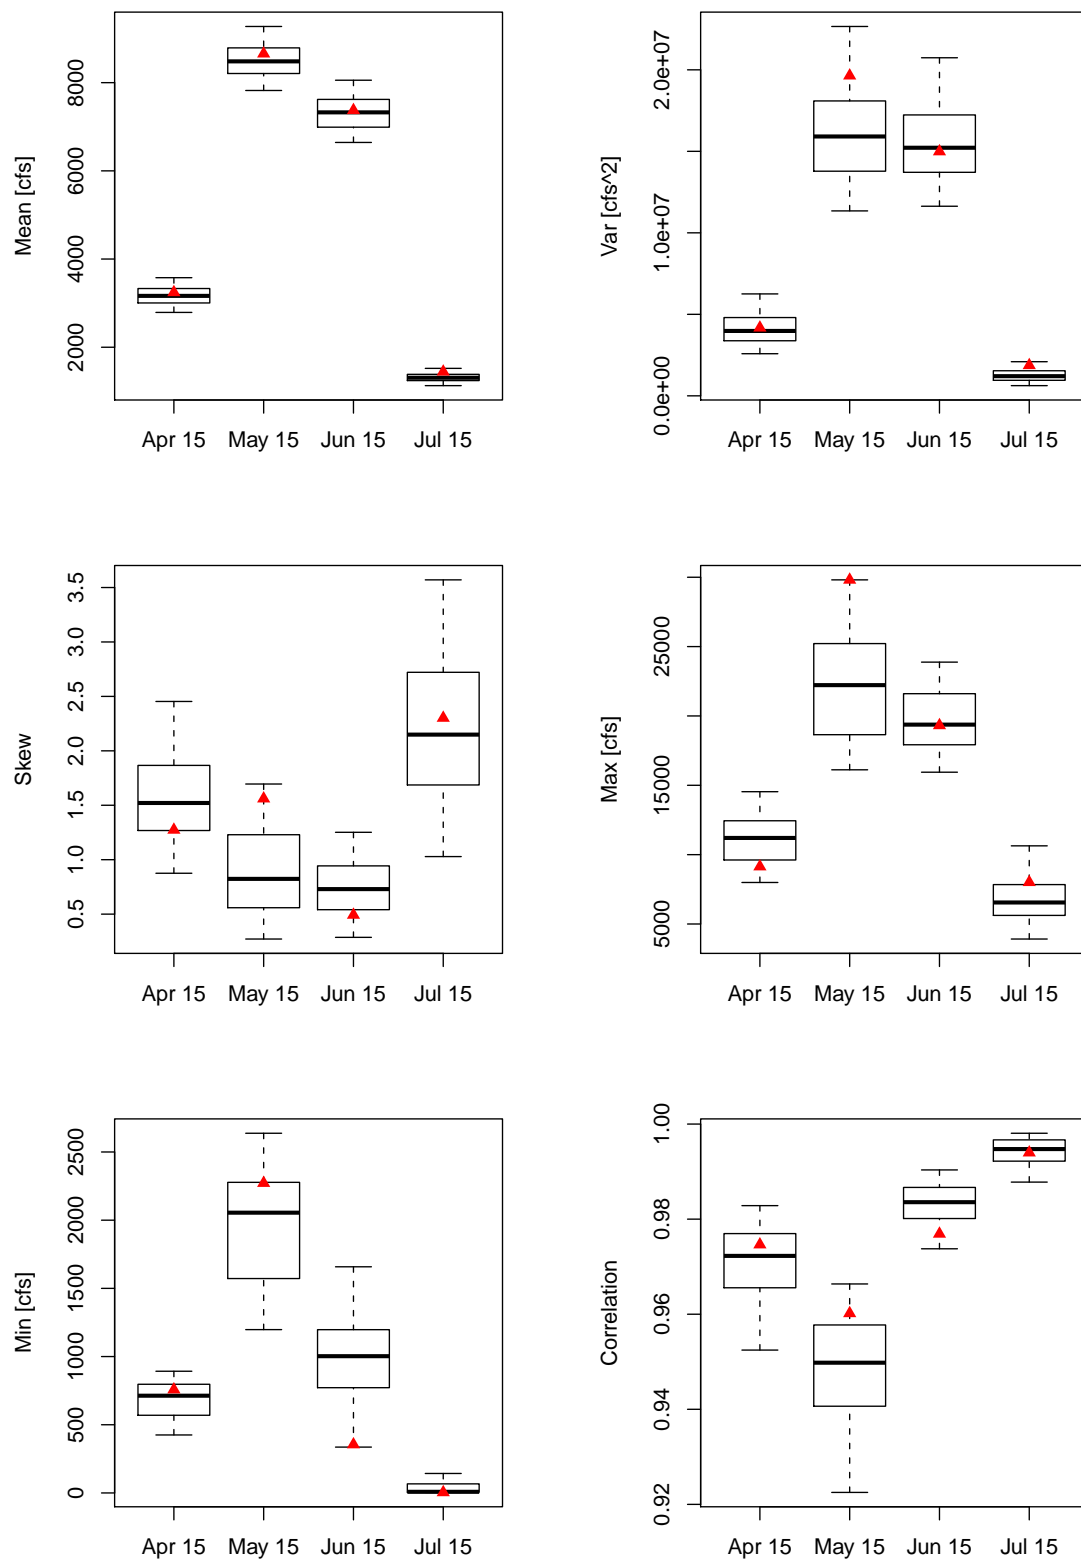 Mean [cfs]
8000
6000
4000
2000
Apr 15 May 15 Jun 15 Jul 15
Var [cfs^2]
2.0e+07
1.0e+07
0.0e+00
Apr 15 May 15 Jun 15 Jul 15
Skew
3.5
3.0
2.5
2.0
1.5
1.0
0.5
Apr 15 May 15 Jun 15 Jul 15
Max [cfs]
25000
15000
5000
Apr 15 May 15 Jun 15 Jul 15
Min [cfs]
2500
2000
1500
1000
500
0
Apr 15 May 15 Jun 15 Jul 15
Correlation
1.00
0.98
0.96
0.94
0.92
Apr 15 May 15 Jun 15 Jul 15